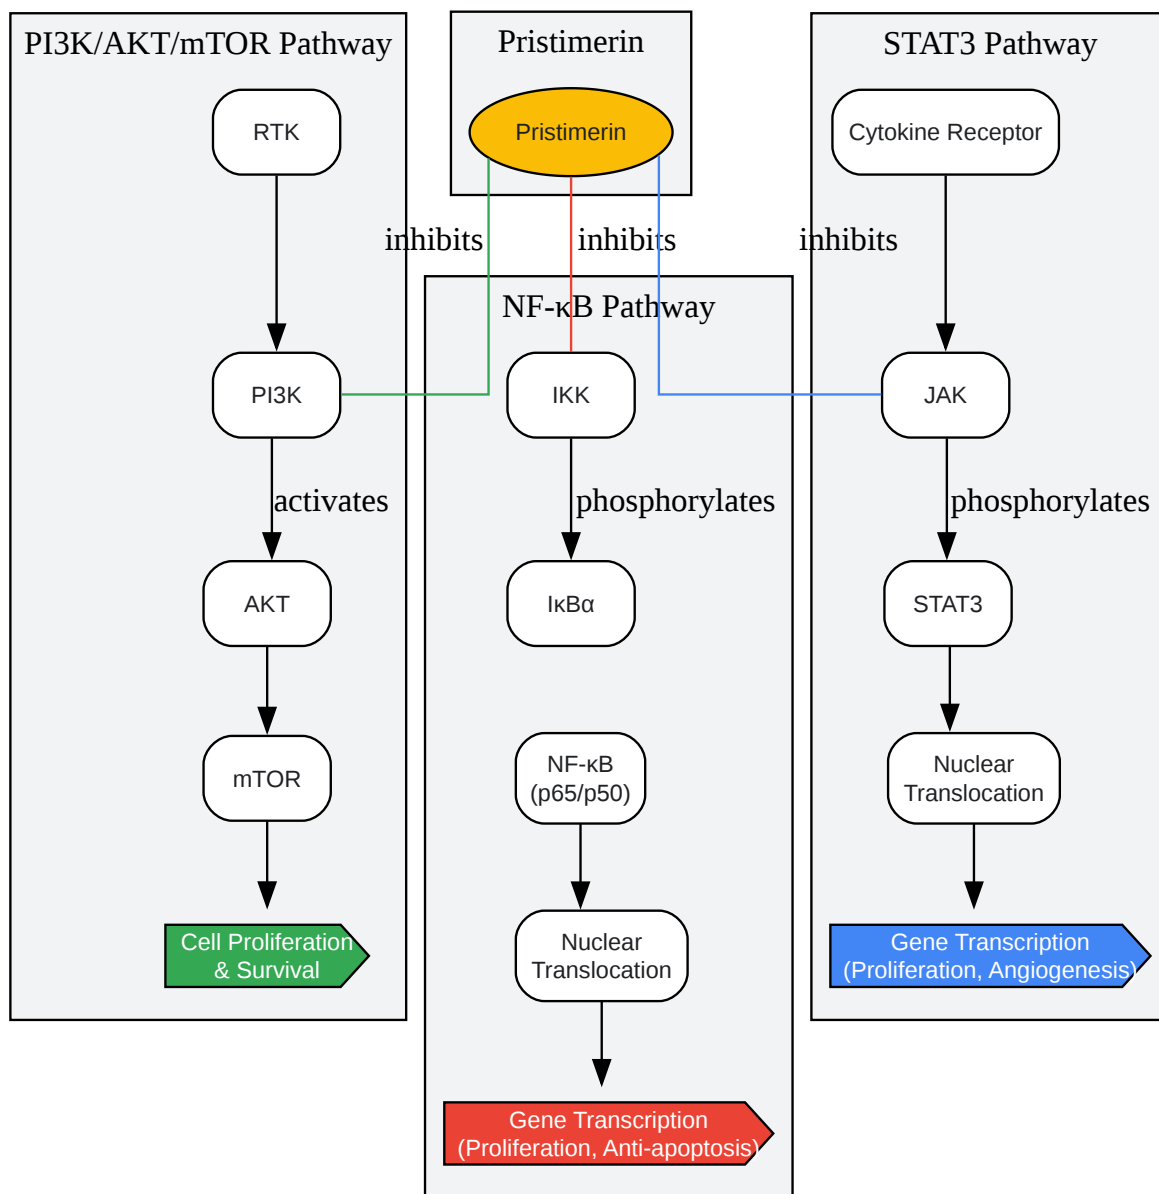 PI3K/AKT/mTOR Pathway
Pristimerin
STAT3 Pathway
RTK
Pristimerin
Cytokine Receptor
inhibits
inhibits
inhibits
NF-κB Pathway
PI3K
IKK
JAK
activates
phosphorylates
phosphorylates
AKT
IκBα
STAT3
mTOR
NF-κB
(p65/p50)
Nuclear
Translocation
Cell Proliferation
& Survival
Nuclear
Translocation
Gene Transcription
(Proliferation, Angiogenesis)
Gene Transcription
(Proliferation, Anti-apoptosis)